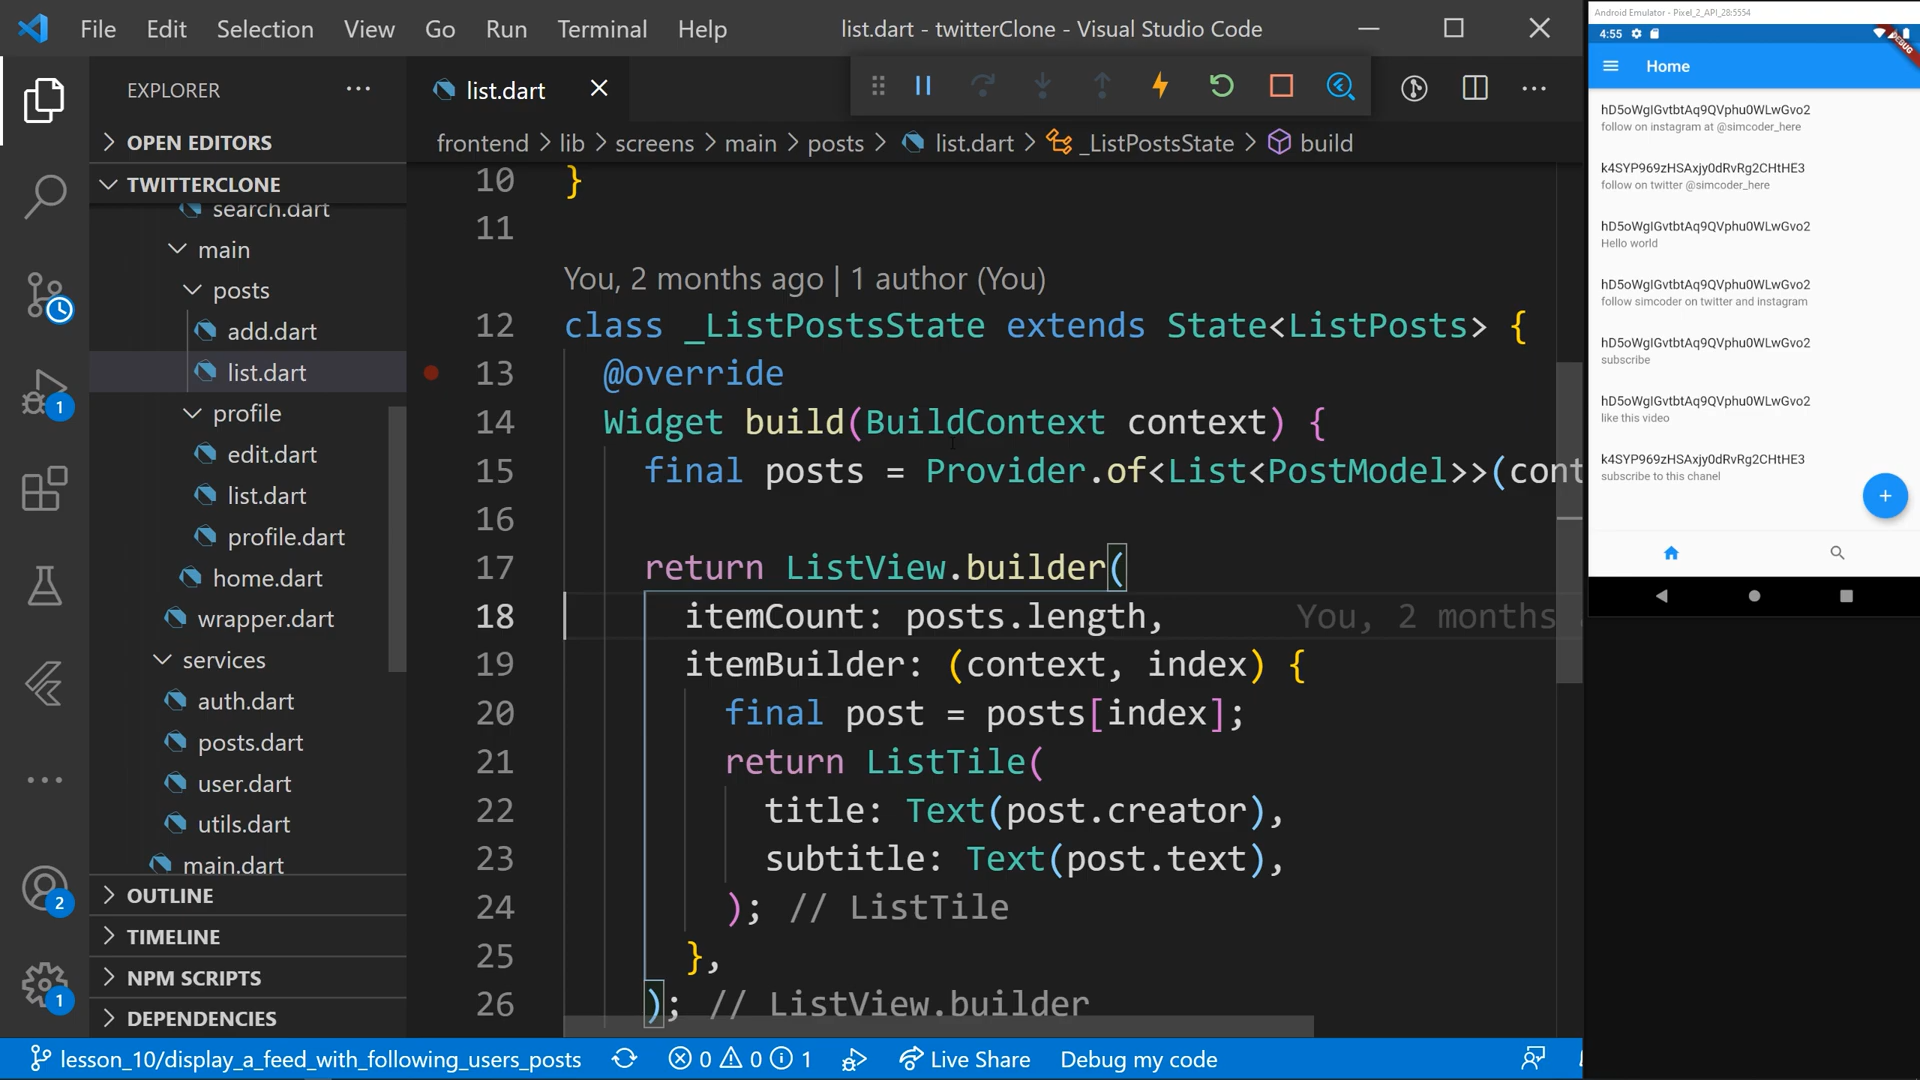 File Edit Selection View Go Run Terminal Help list.dart - twitterClone - Visual Studio Code
EXPLORER
OPEN EDITORS
TWITTERCLONE
search.dart
main
posts
add.dart
list.dart
profile
edit.dart
list.dart
profile.dart
home.dart
wrapper.dart
services
auth.dart
posts.dart
user.dart
utils.dart
main.dart
OUTLINE
TIMELINE
NPM SCRIPTS
DEPENDENCIES
1
2
1
list.dart
frontend > lib > screens > main > posts > list.dart > _ListPostsState > build
10 }
11
You, 2 months ago | 1 author (You)
12 class _ListPostsState extends State<ListPosts> {
13 @override
14 Widget build(BuildContext context) {
15 final posts = Provider.of<List<PostModel>>(cont
16
17 return ListView.builder(
18 itemCount: posts.length, You, 2 months
19 itemBuilder: (context, index) {
20 final post = posts[index];
21 return ListTile(
22 title: Text(post.creator),
23 subtitle: Text(post.text),
24 ); // ListTile
25 },
26 ); // ListView.builder
lesson_10/display_a_feed_with_following_users_posts 0 0 1 Live Share Debug my code
Android Emulator - Pixel_2_API_28:5554
4:55
DEBUG
Home
hD5oWgIGvtbtAq9QVphu0WLwGvo2
follow on instagram at @simcoder_here
k4SYP969zHSAxjy0dRvRg2CHtHE3
follow on twitter @simcoder_here
hD5oWgIGvtbtAq9QVphu0WLwGvo2
Hello world
hD5oWgIGvtbtAq9QVphu0WLwGvo2
follow simcoder on twitter and instagram
hD5oWgIGvtbtAq9QVphu0WLwGvo2
subscribe
hD5oWgIGvtbtAq9QVphu0WLwGvo2
like this video
k4SYP969zHSAxjy0dRvRg2CHtHE3
subscribe to this chanel